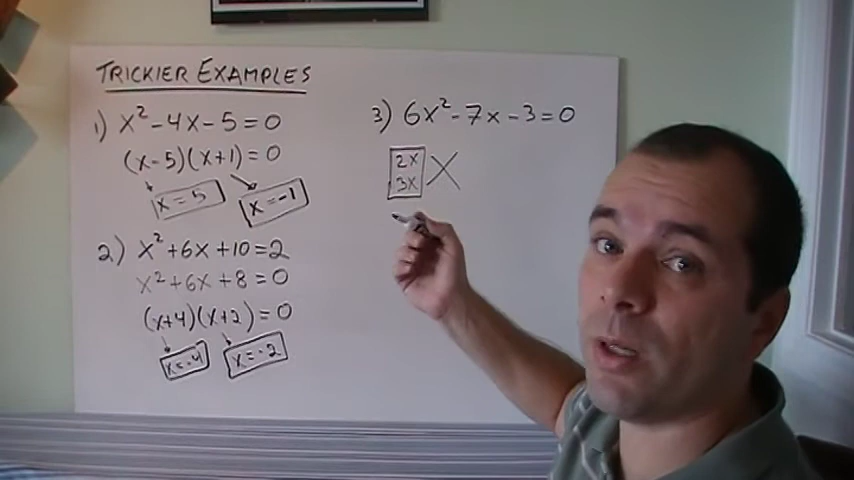 TRICKIER EXAMPLES
1) x² - 4x - 5 = 0
(x - 5)(x + 1) = 0
x = 5 x = -1
2) x² + 6x + 10 = 2
x² + 6x + 8 = 0
(x + 4)(x + 2) = 0
x = -4 x = -2
3) 6x² - 7x - 3 = 0
2x
3x